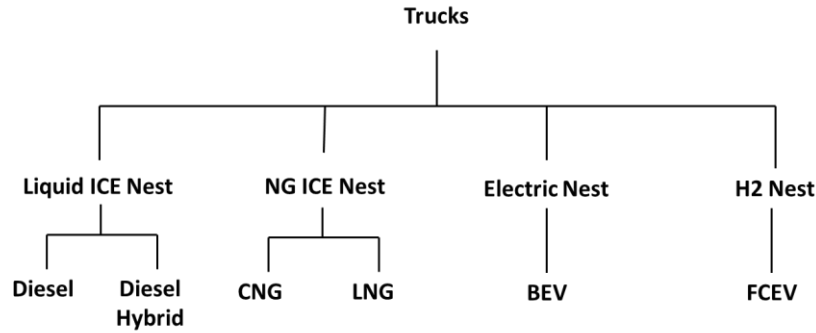 Trucks
Liquid ICE Nest
NG ICE Nest
Electric Nest
H2 Nest
Diesel
Diesel
Hybrid
CNG
LNG
BEV
FCEV